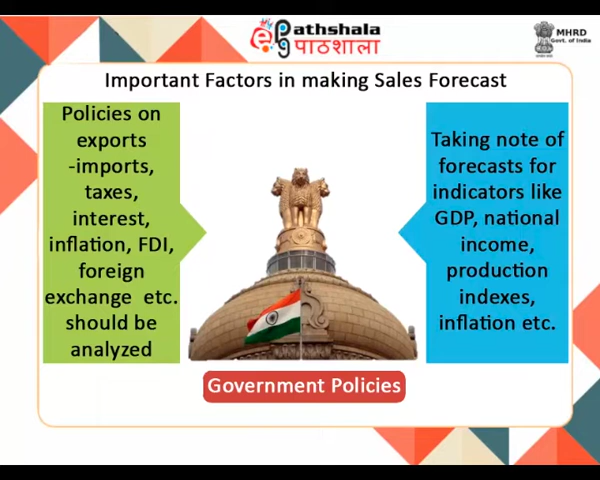 ePathshala
पाठशाला
MHRD
Govt. of India
Important Factors in making Sales Forecast
Policies on
exports
-imports,
taxes,
interest,
inflation, FDI,
foreign
exchange etc.
should be
analyzed
Taking note of
forecasts for
indicators like
GDP, national
income,
production
indexes,
inflation etc.
Government Policies